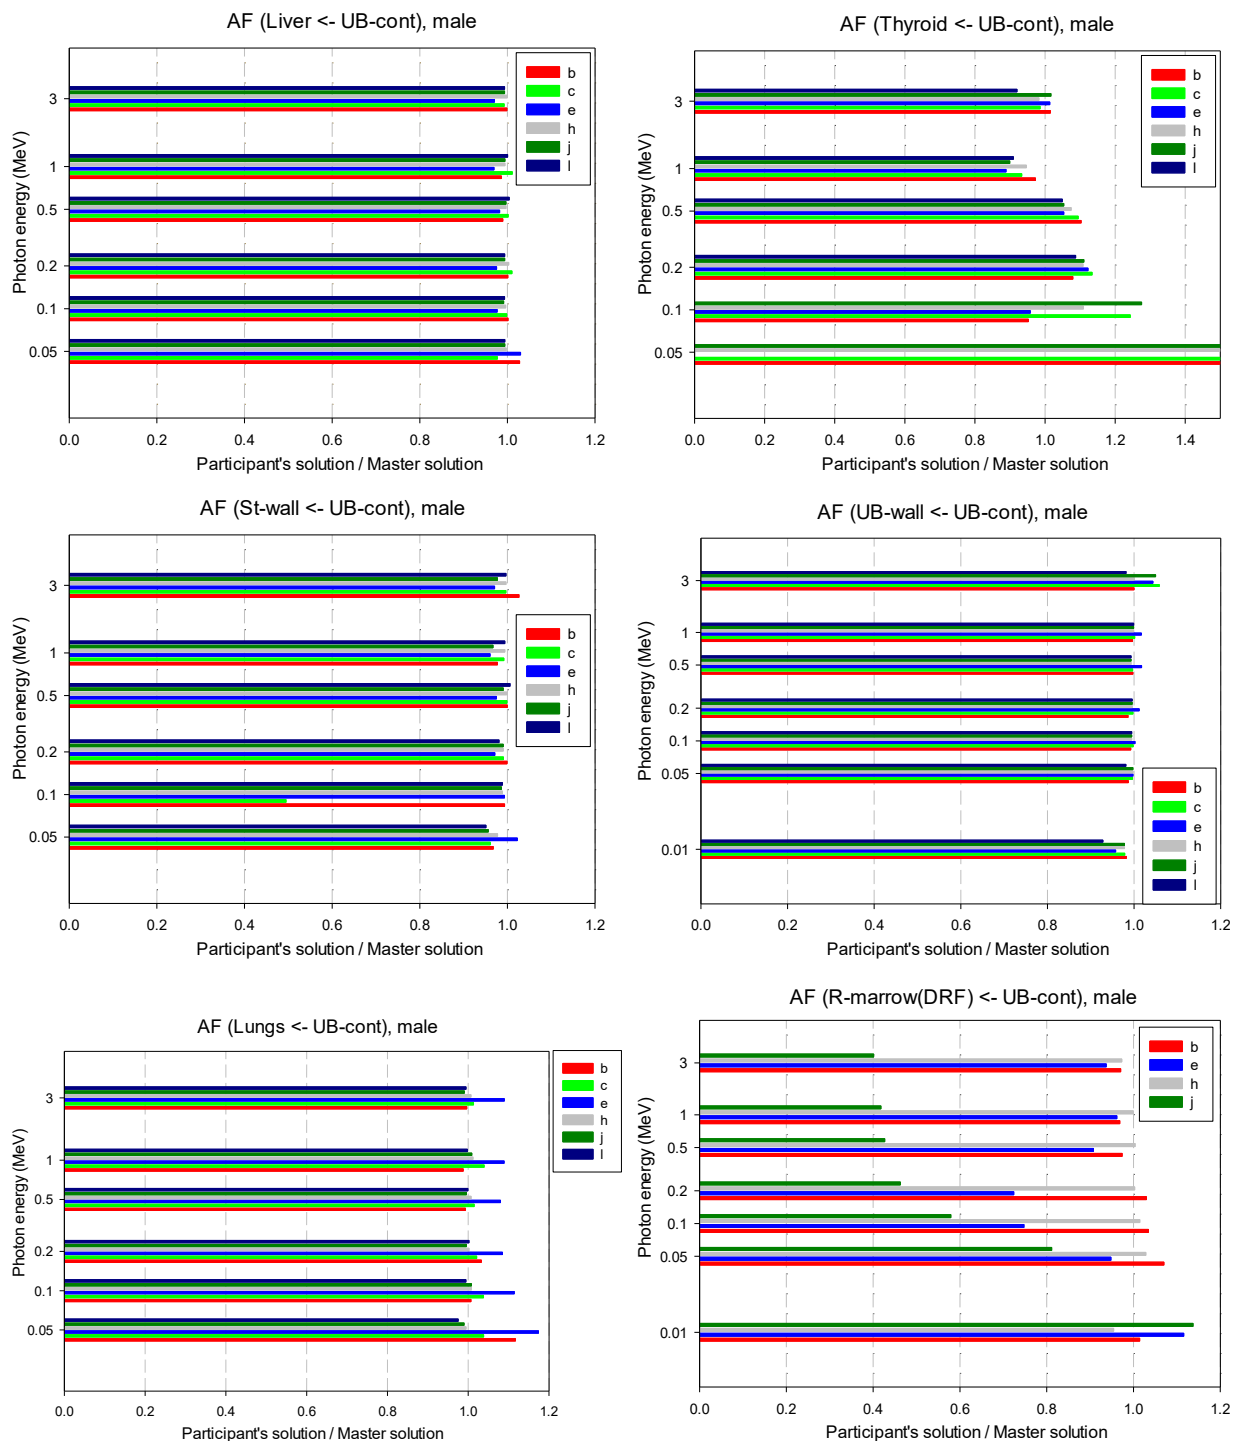 AF (Liver <- UB-cont), male
b
c
e
h
j
l
Photon energy (MeV)
3
1
0.5
0.2
0.1
0.05
0.0 0.2 0.4 0.6 0.8 1.0 1.2
Participant's solution / Master solution
AF (Thyroid <- UB-cont), male
b
c
e
h
j
l
Photon energy (MeV)
3
1
0.5
0.2
0.1
0.05
0.0 0.2 0.4 0.6 0.8 1.0 1.2 1.4
Participant's solution / Master solution
AF (St-wall <- UB-cont), male
b
c
e
h
j
l
Photon energy (MeV)
3
1
0.5
0.2
0.1
0.05
0.0 0.2 0.4 0.6 0.8 1.0 1.2
Participant's solution / Master solution
AF (UB-wall <- UB-cont), male
b
c
e
h
j
l
Photon energy (MeV)
3
1
0.5
0.2
0.1
0.05
0.01
0.0 0.2 0.4 0.6 0.8 1.0 1.2
Participant's solution / Master solution
AF (Lungs <- UB-cont), male
b
c
e
h
j
l
Photon energy (MeV)
3
1
0.5
0.2
0.1
0.05
0.0 0.2 0.4 0.6 0.8 1.0 1.2
Participant's solution / Master solution
AF (R-marrow(DRF) <- UB-cont), male
b
e
h
j
Photon energy (MeV)
3
1
0.5
0.2
0.1
0.05
0.01
0.0 0.2 0.4 0.6 0.8 1.0 1.2
Participant's solution / Master solution